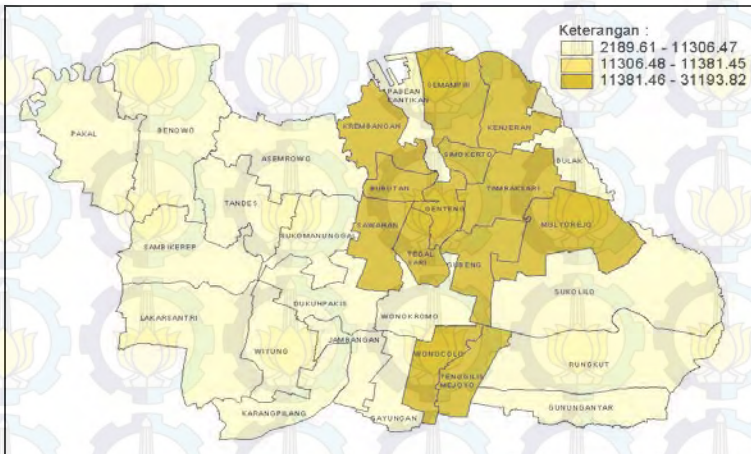 Keterangan :
2189.61 - 11306.47
11306.48 - 11381.45
11381.46 - 31193.82
PABEAN
CANTIKAN
SEMAMPIR
KREMBANGAN
KENJERAN
PAKAL
BENOWO
ASEMROWO
SIMOKERTO
BULAK
BUBUTAN
TAMBAKSARI
TANDES
GENTENG
SUKOMANUNGGAL
SAWAHAN
MULYOREJO
SAMBIKEREP
TEGAL
SARI
GUBENG
SUKOLILO
DUKUHPAKIS
WONOKROMO
LAKARSANTRI
WIYUNG
JAMBANGAN
WONOCOLO
TENGGILIS
MEJOYO
RUNGKUT
KARANGPILANG
GAYUNGAN
GUNUNGANYAR